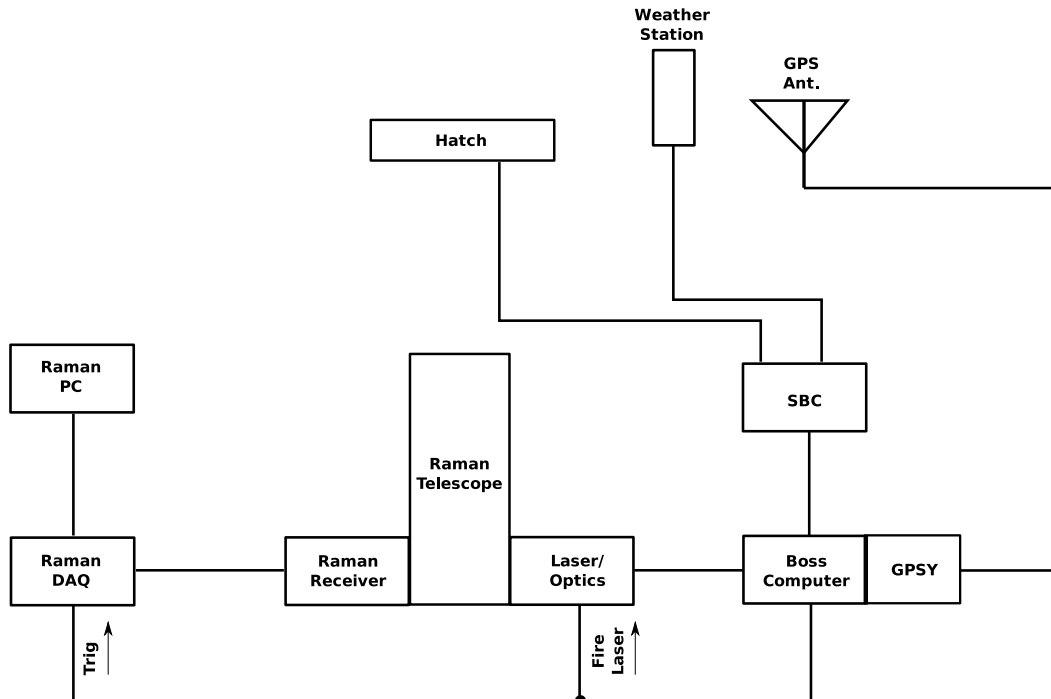 Weather
Station
GPS
Ant.
Hatch
Raman
PC
SBC
Raman
Telescope
Raman
DAQ
Raman
Receiver
Laser/
Optics
Boss
Computer
GPSY
Trig
Fire
Laser